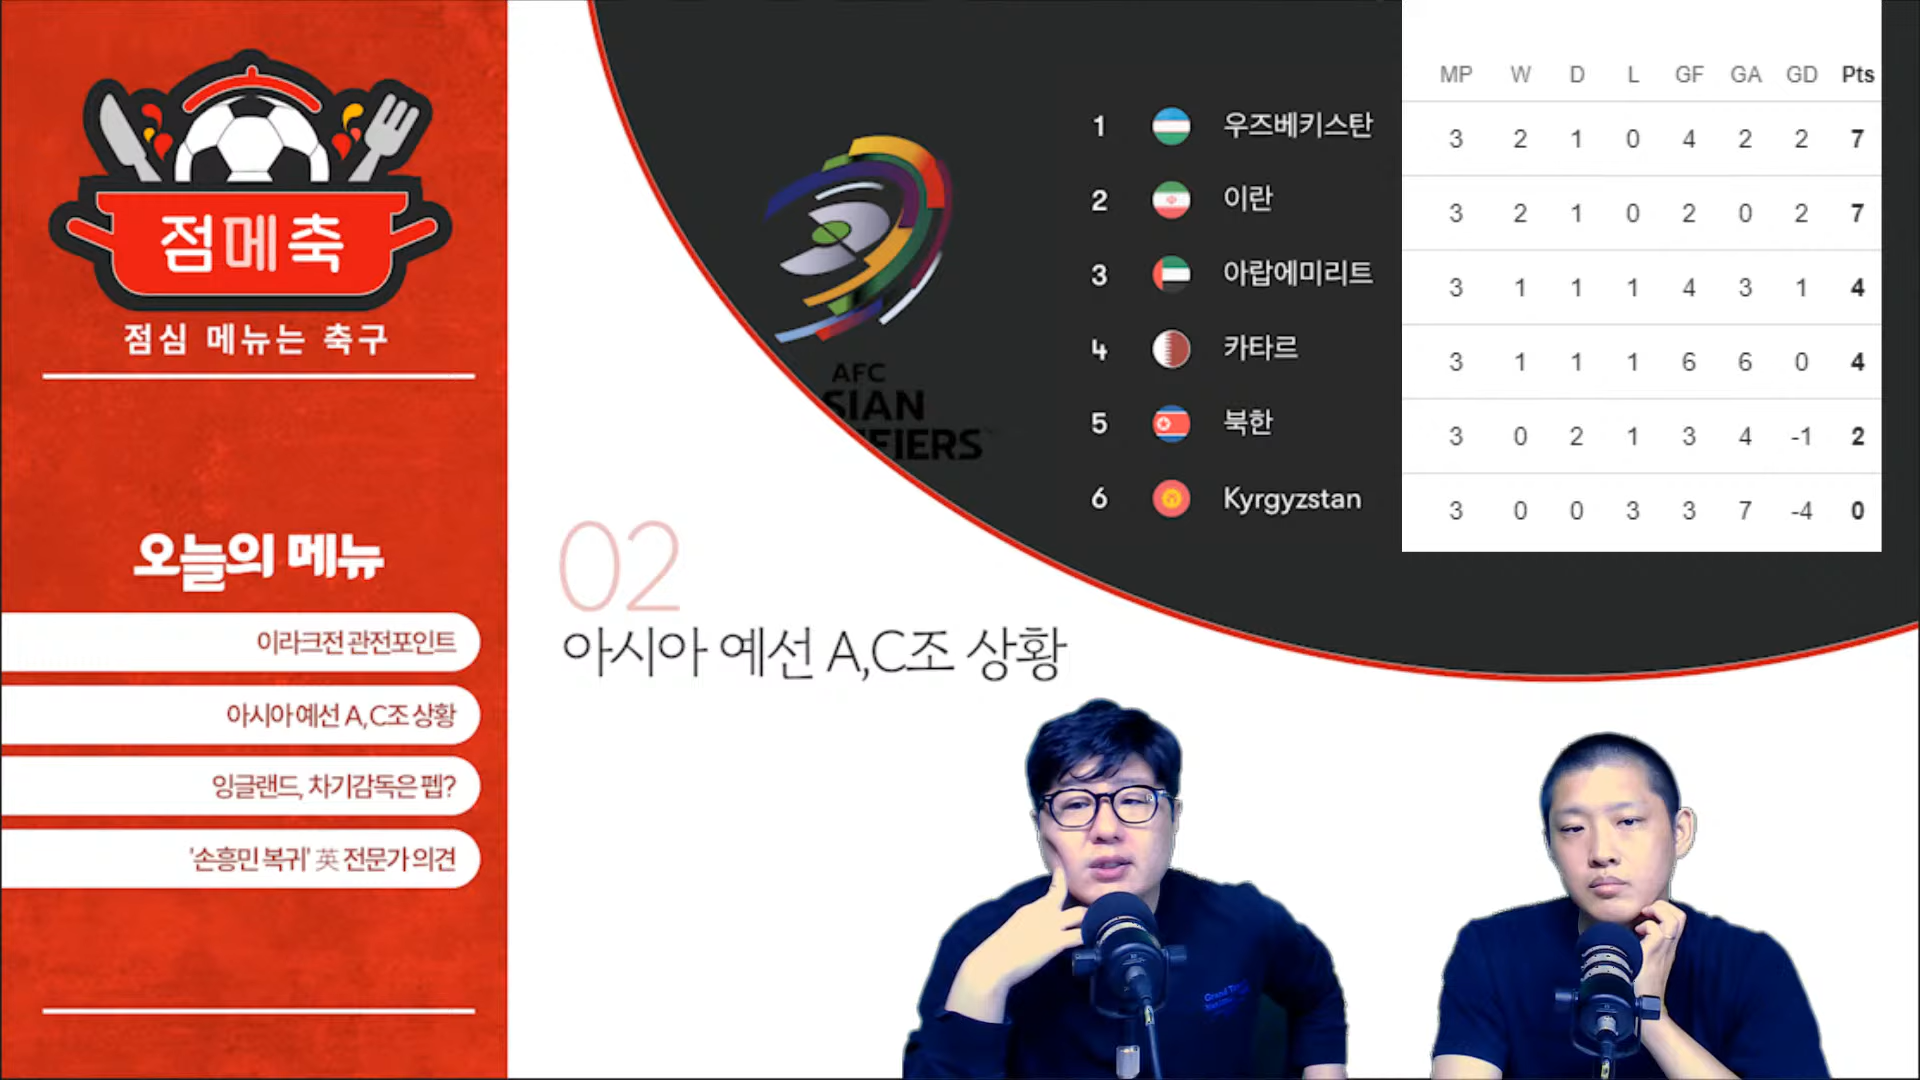 점메축
점심 메뉴는 축구
오늘의 메뉴
이라크전 관전포인트
아시아 예선 A,C조 상황
잉글랜드, 차기감독은 펩?
'손흥민 복귀' 英 전문가 의견
AFC
SIAN
FIERS
02
아시아 예선 A,C조 상황
MP W D L GF GA GD Pts
1 우즈베키스탄 3 2 1 0 4 2 2 7
2 이란 3 2 1 0 2 0 2 7
3 아랍에미리트 3 1 1 1 4 3 1 4
4 카타르 3 1 1 1 6 6 0 4
5 북한 3 0 2 1 3 4 -1 2
6 Kyrgyzstan 3 0 0 3 3 7 -4 0